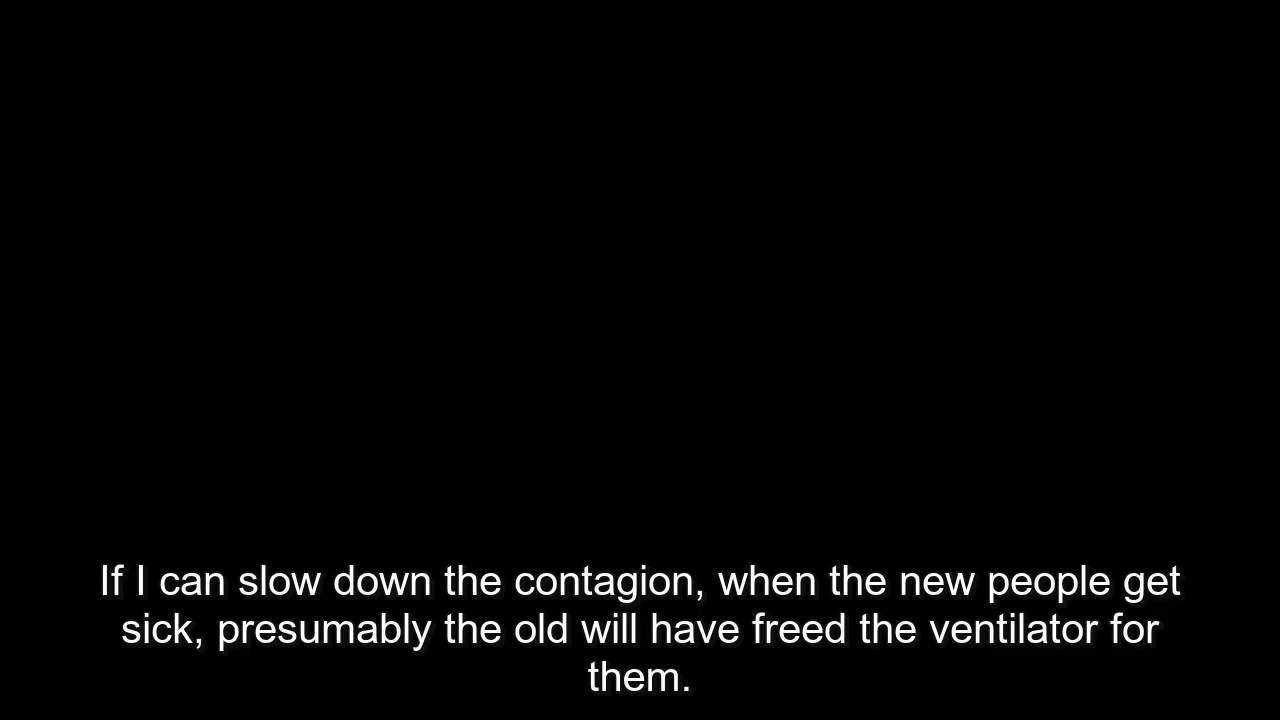 If I can slow down the contagion, when the new people get
sick, presumably the old will have freed the ventilator for
them.